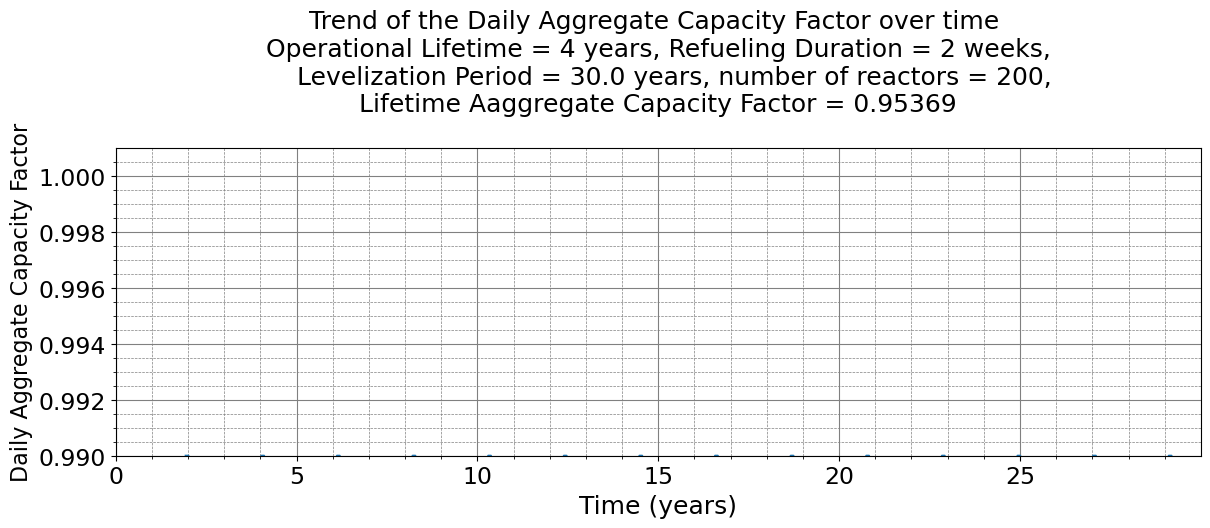 Trend of the Daily Aggregate Capacity Factor over time
Operational Lifetime = 4 years, Refueling Duration = 2 weeks,
Levelization Period = 30.0 years, number of reactors = 200,
Lifetime Aaggregate Capacity Factor = 0.95369
Daily Aggregate Capacity Factor
1.000
0.998
0.996
0.994
0.992
0.990
0 5 10 15 20 25
Time (years)